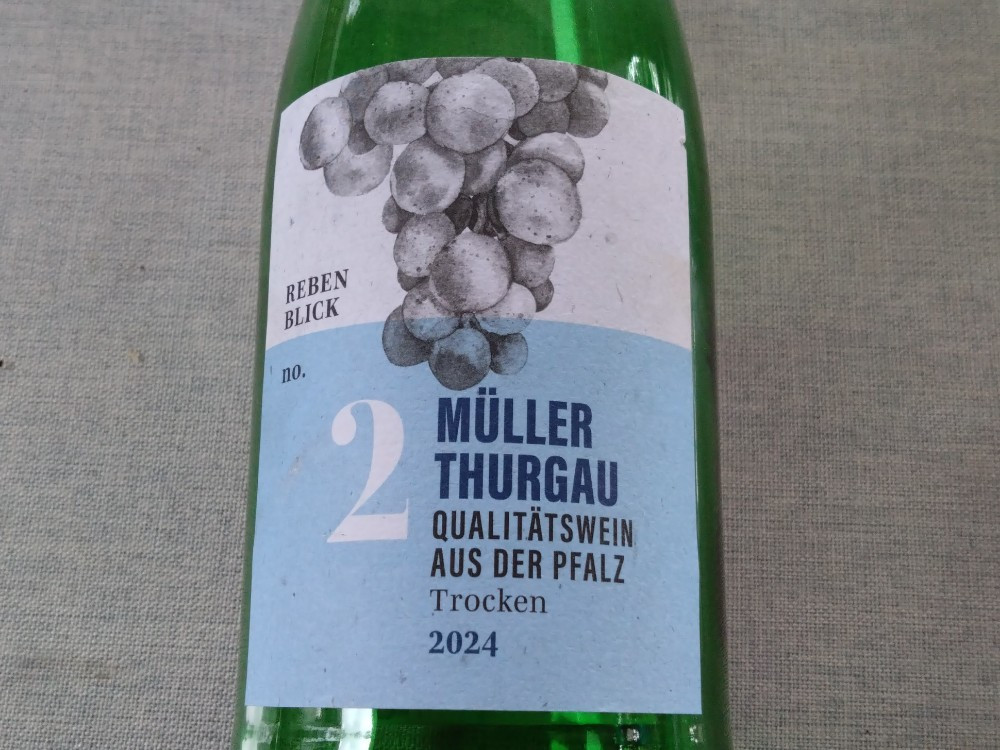 REBEN
BLICK
no.
2
MÜLLER
THURGAU
QUALITÄTSWEIN
AUS DER PFALZ
Trocken
2024